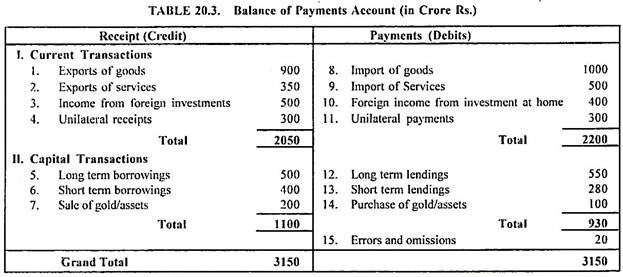 TABLE 20.3. Balance of Payments Account (in Crore Rs.)
Receipt (Credit) Payments (Debits)
I. Current Transactions
1. Exports of goods 900 8. Import of goods 1000
2. Exports of services 350 9. Import of Services 500
3. Income from foreign investments 500 10. Foreign income from investment at home 400
4. Unilateral receipts 300 11. Unilateral payments 300
Total 2050 Total 2200
II. Capital Transactions
5. Long term borrowings 500 12. Long term lendings 550
6. Short term borrowings 400 13. Short term lendings 280
7. Sale of gold/assets 200 14. Purchase of gold/assets 100
Total 1100 Total 930
15. Errors and omissions 20
Grand Total 3150 3150